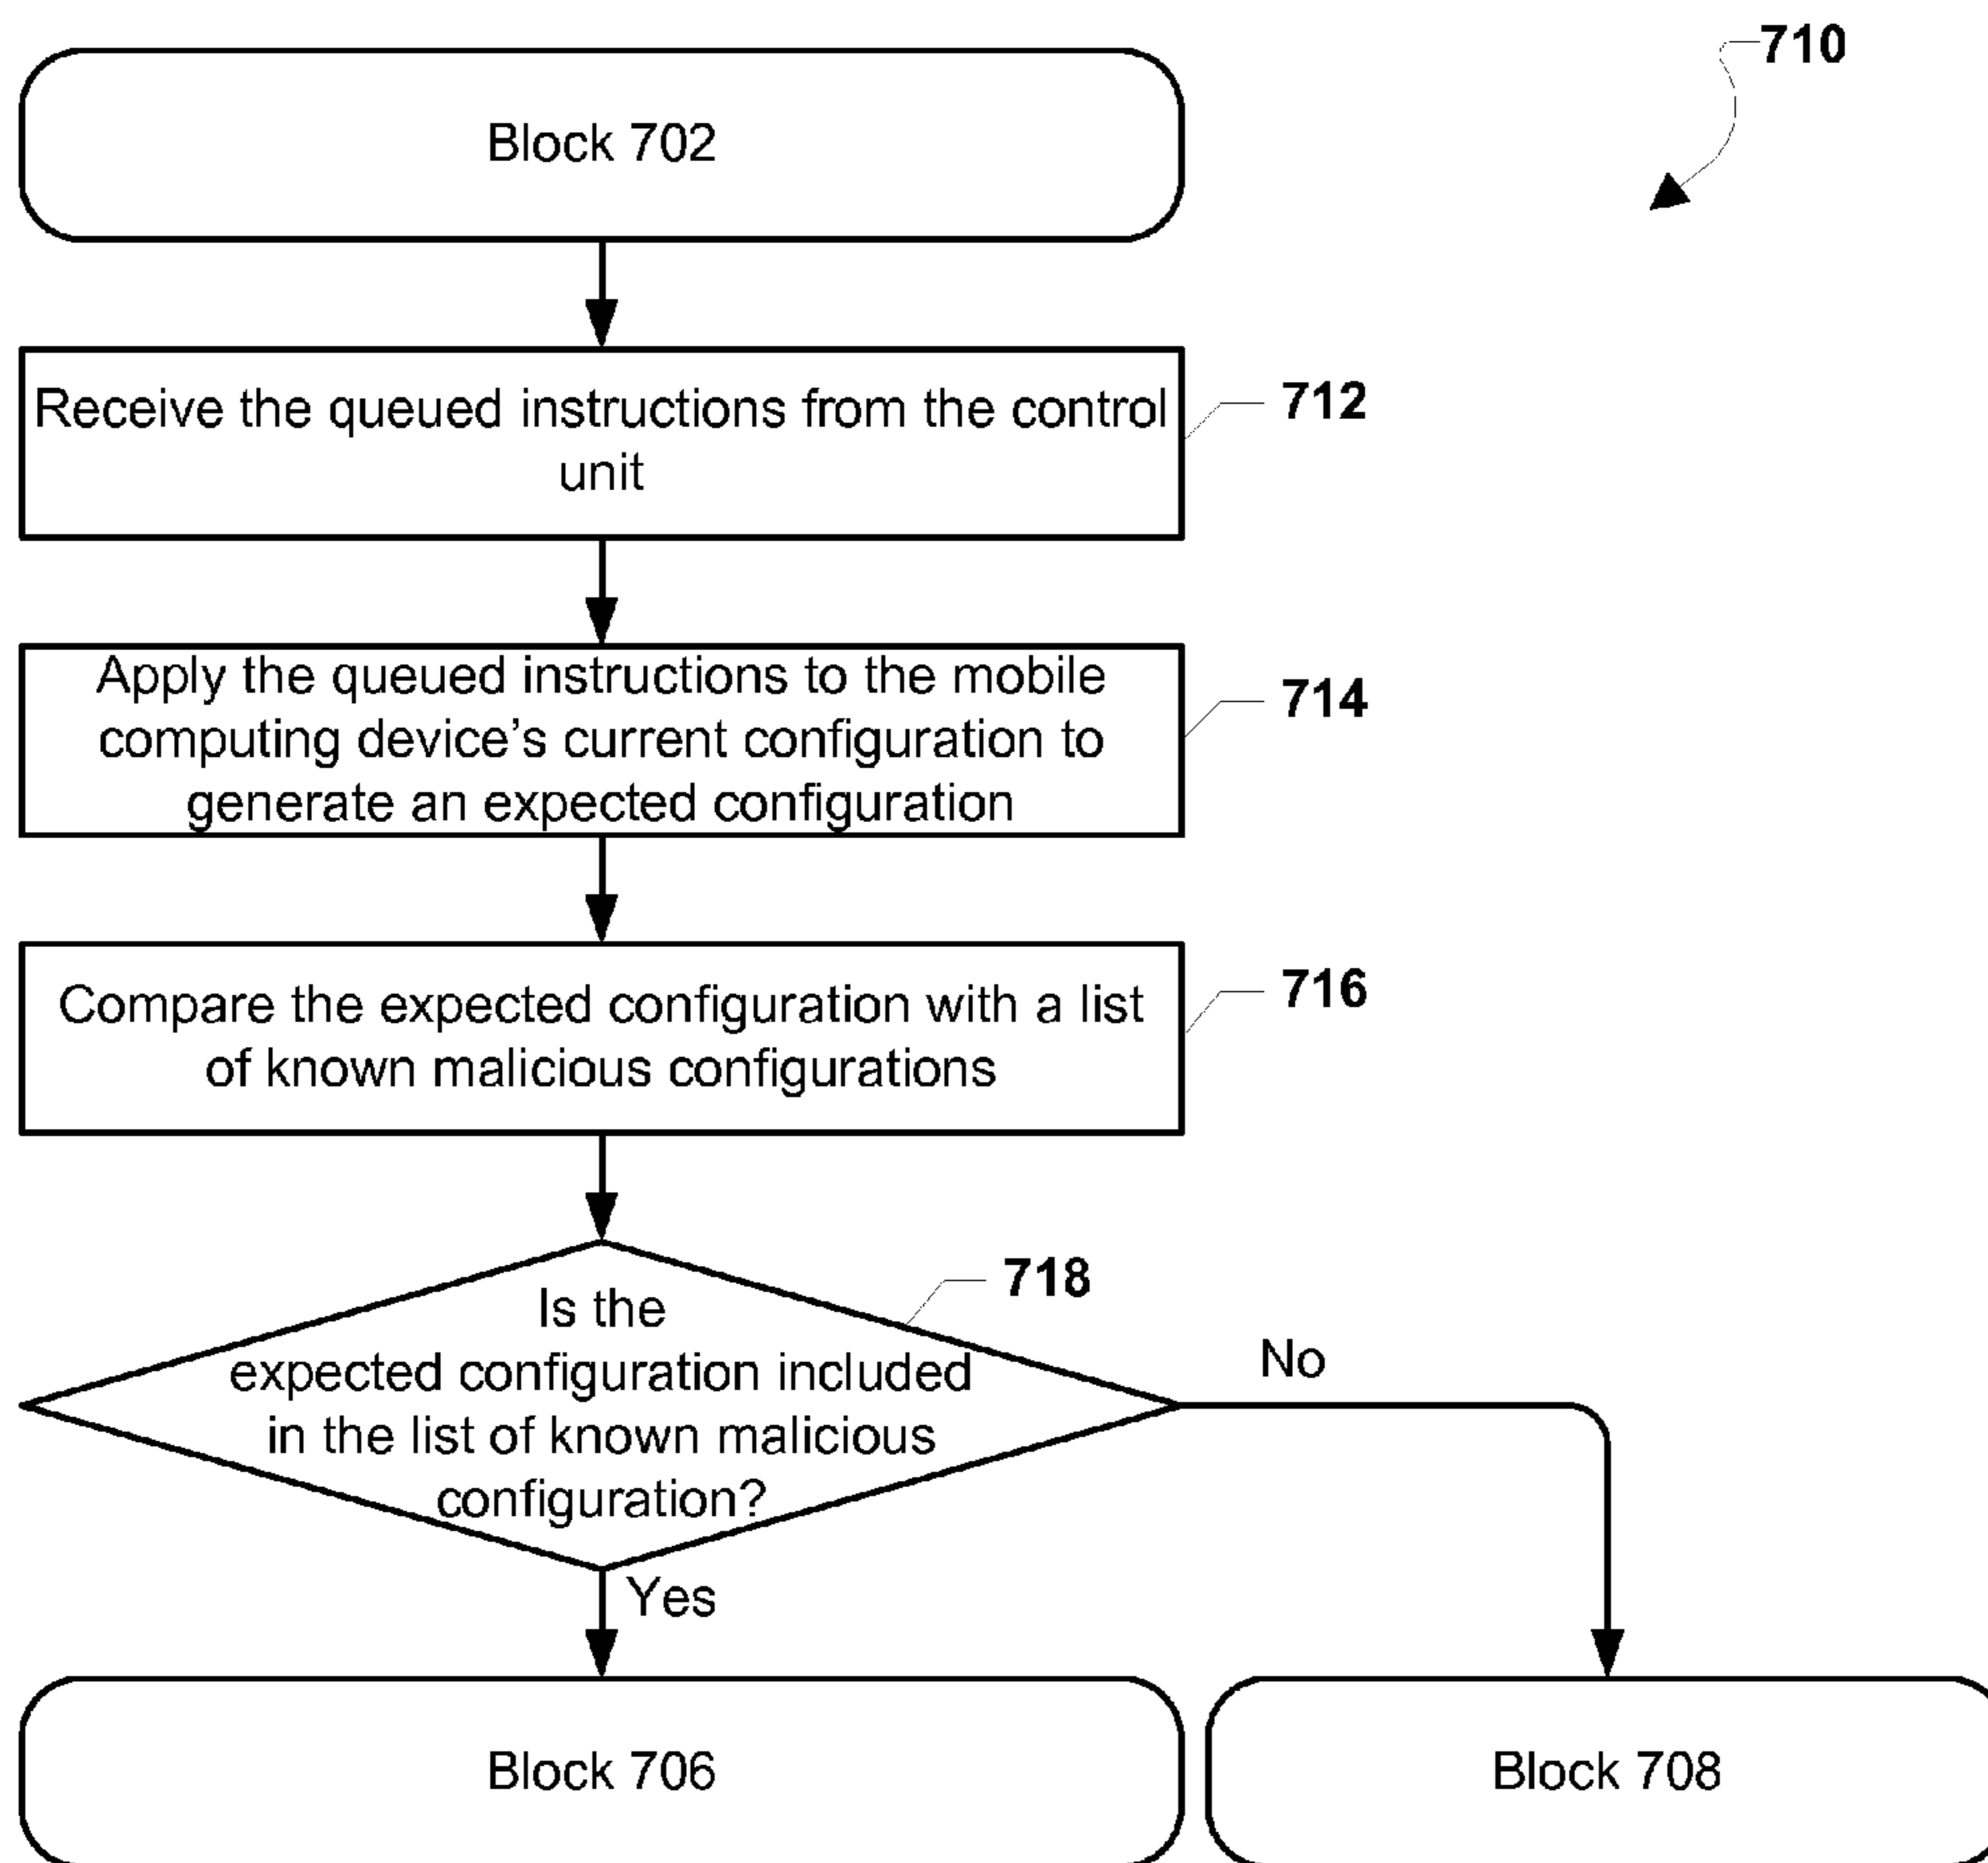 710
Block 702
Receive the queued instructions from the control
unit
712
Apply the queued instructions to the mobile
computing device’s current configuration to
generate an expected configuration
714
Compare the expected configuration with a list
of known malicious configurations
716
Is the
expected configuration included
in the list of known malicious
configuration?
718
No
Yes
Block 706
Block 708